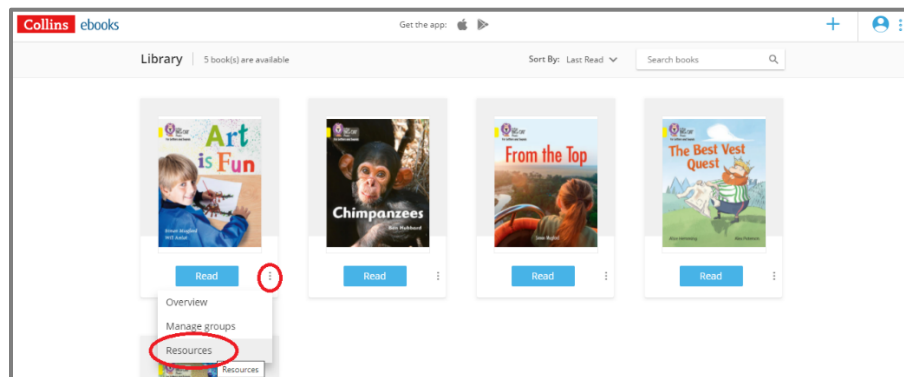 Collins ebooks
Get the app:
Library
5 book(s) are available
Sort By: Last Read
Search books
Art
is Fun
Chimpanzees
From the Top
The Best Vest
Quest
Read
Read
Read
Read
Overview
Manage groups
Resources
Resources